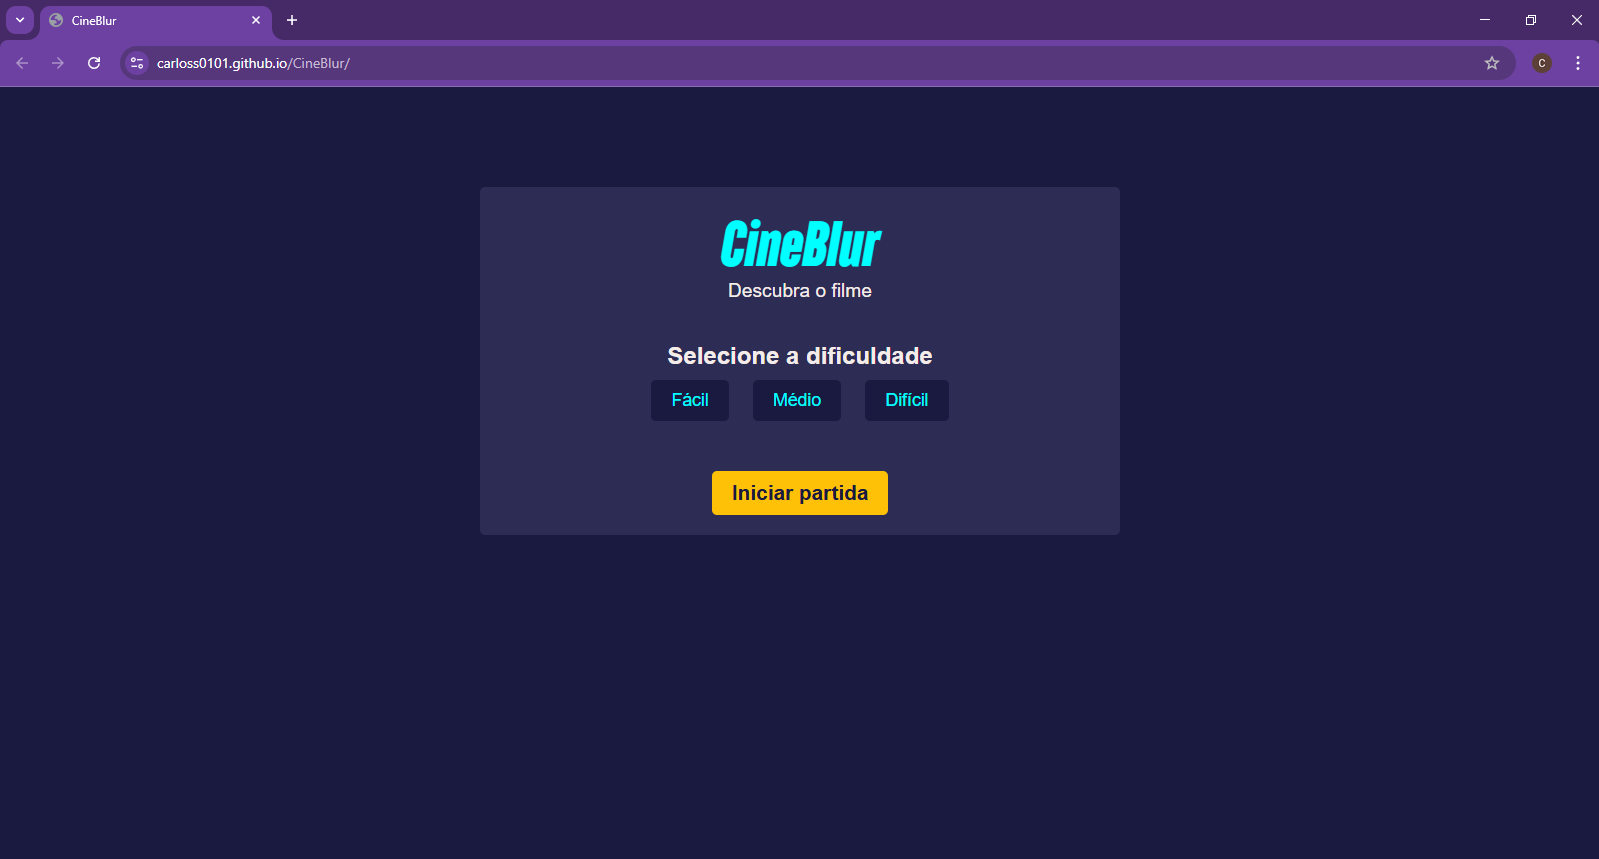 CineBlur
carloss0101.github.io/CineBlur/
C
CineBlur
Descubra o filme
Selecione a dificuldade
Fácil Médio Difícil
Iniciar partida